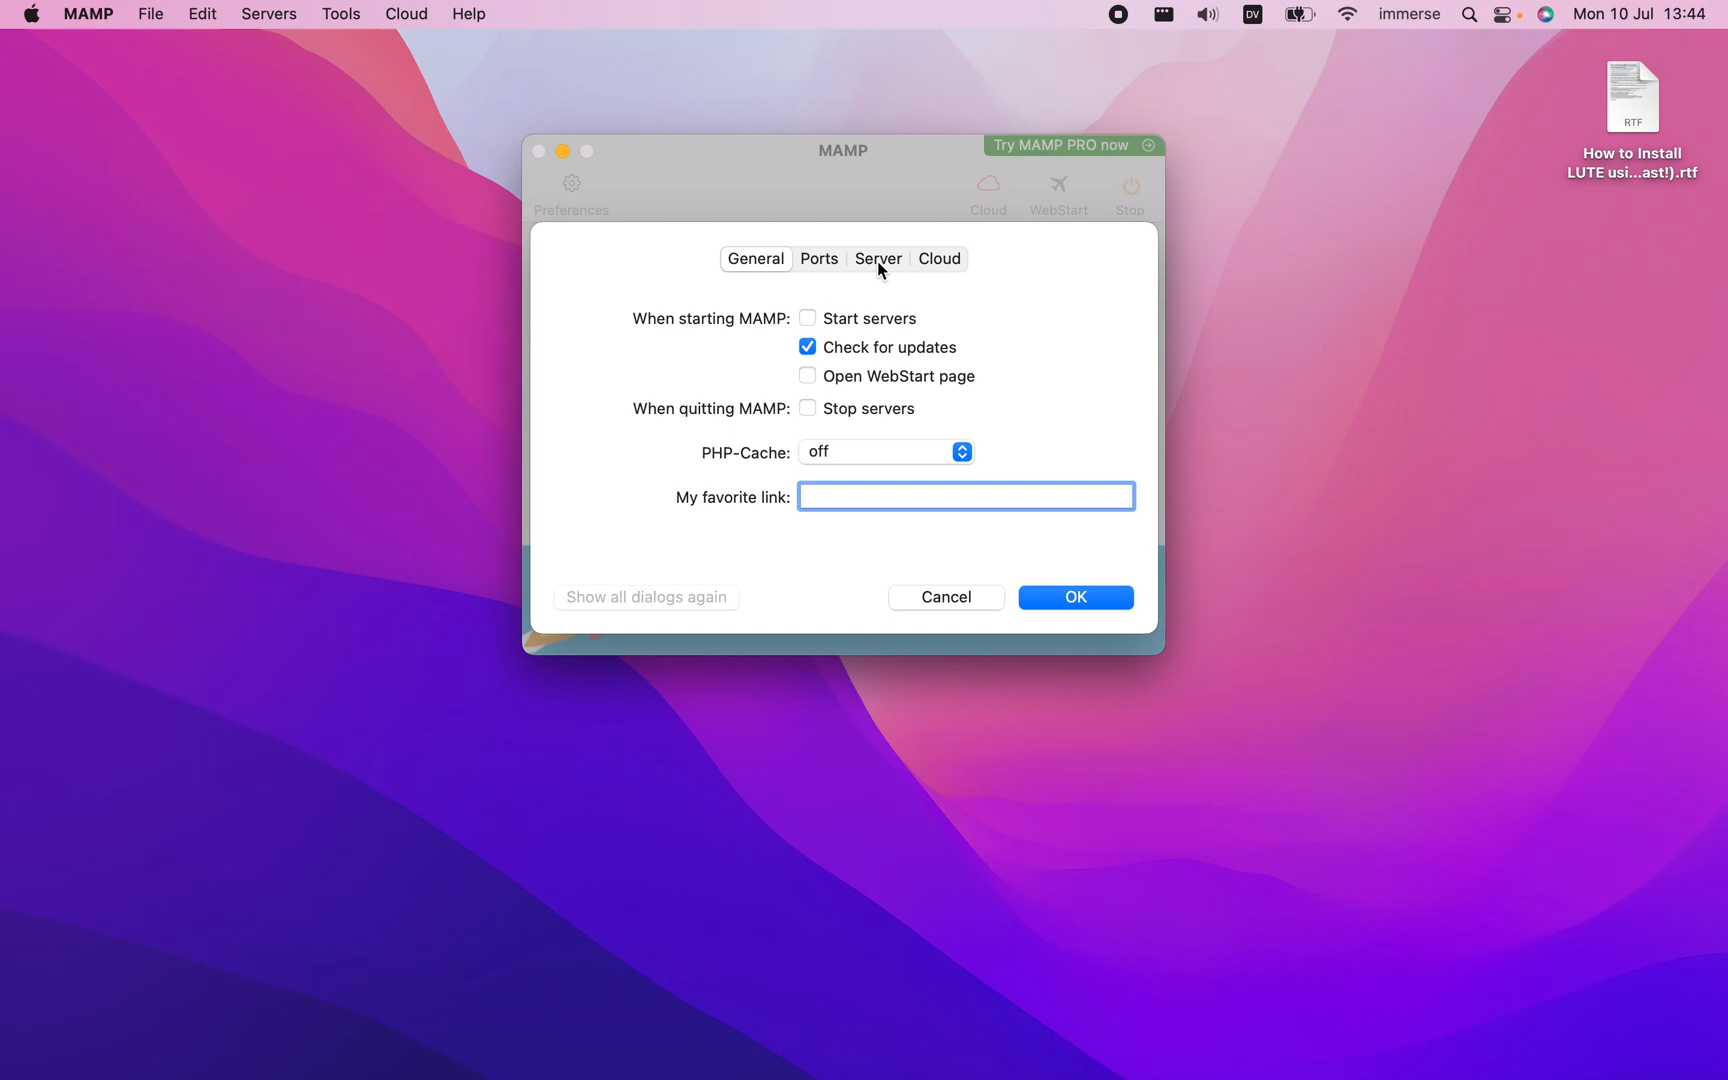 MAMP File Edit Servers Tools Cloud Help DV immerse Mon 10 Jul 13:44
RTF
How to Install
LUTE usi...ast!).rtf
MAMP
Try MAMP PRO now
Preferences Cloud WebStart Stop
General Ports Server Cloud
When starting MAMP: Start servers
Check for updates
Open WebStart page
When quitting MAMP: Stop servers
PHP-Cache: off
My favorite link:
Show all dialogs again Cancel OK